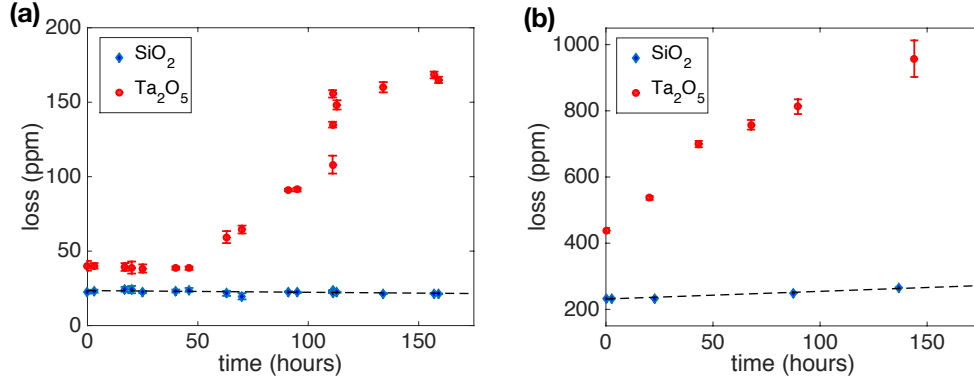 (a)
200
150
100
50
0
loss (ppm)
SiO₂
Ta₂O₅
0 50 100 150
time (hours)
(b)
1000
800
600
400
200
loss (ppm)
SiO₂
Ta₂O₅
0 50 100 150
time (hours)